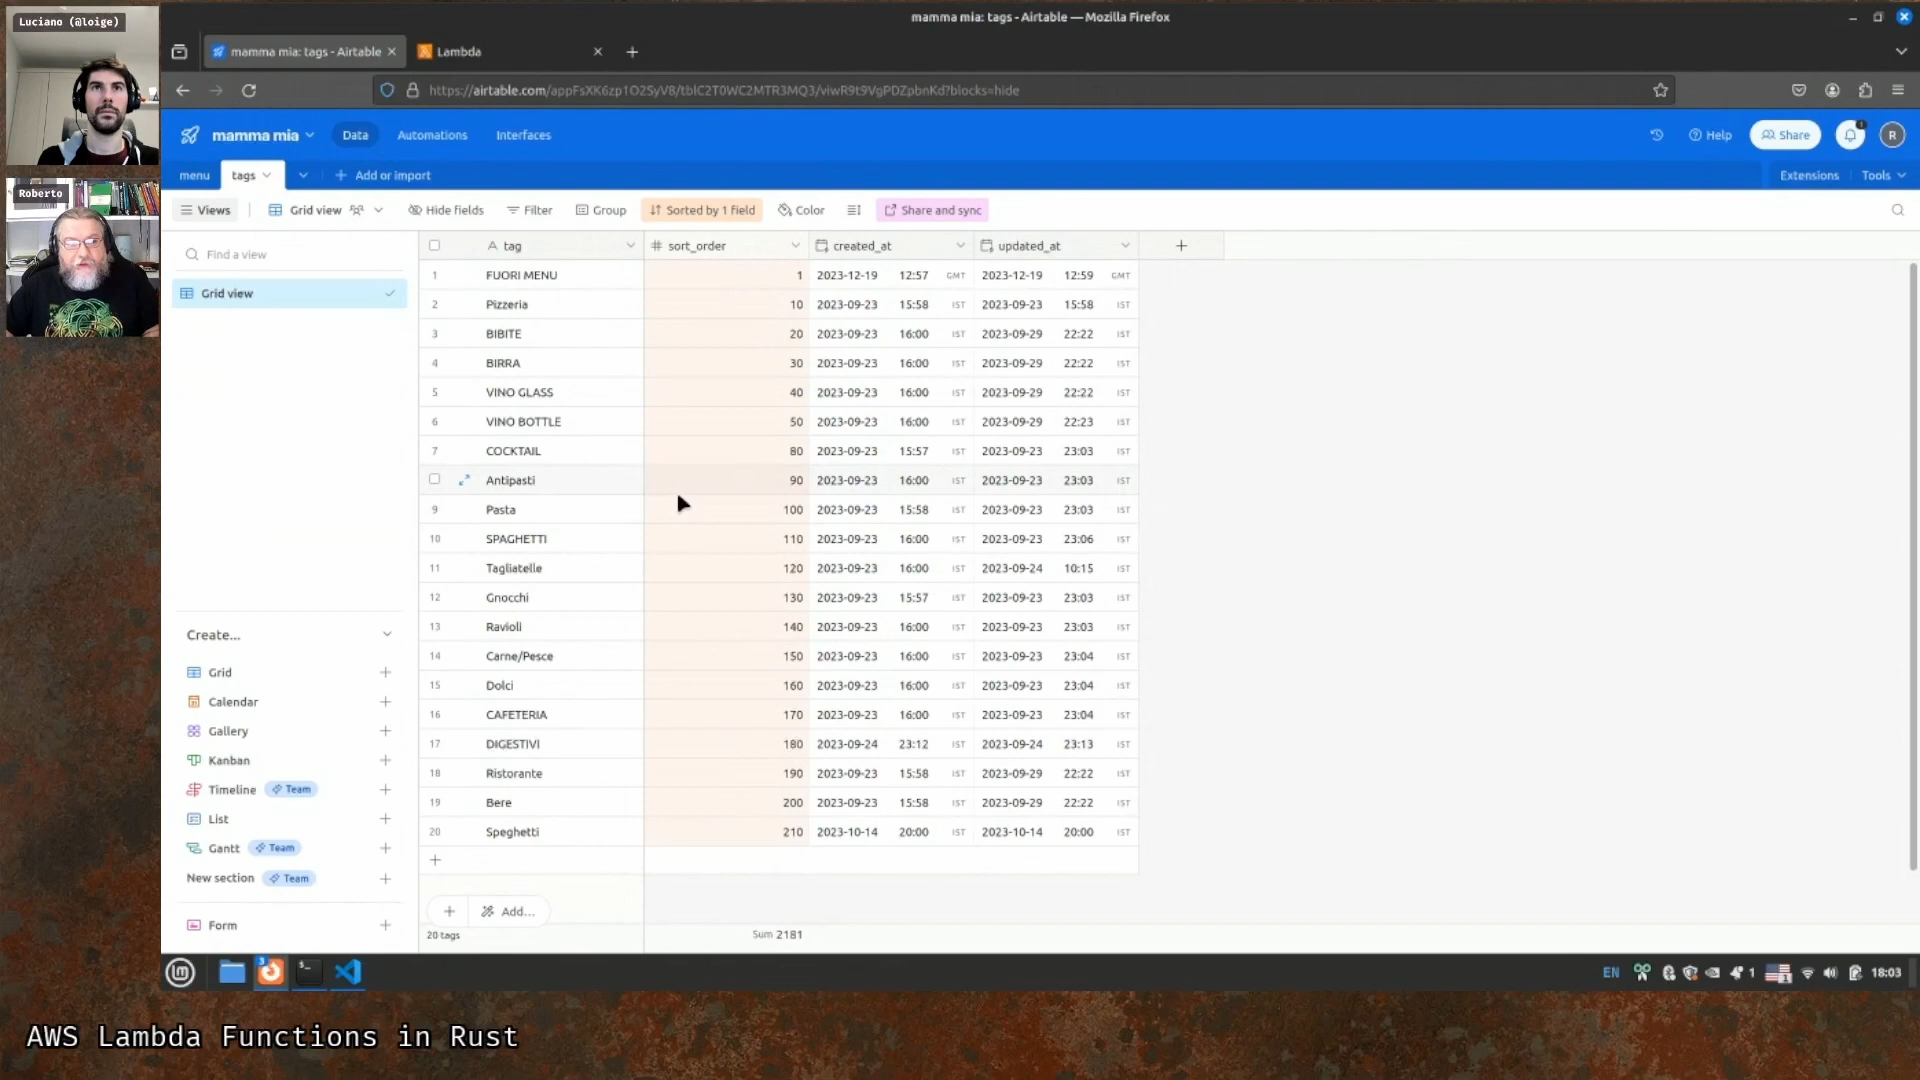 Luciano (@loige)
Roberto
mamma mia: tags - Airtable — Mozilla Firefox
mamma mia: tags - Airtable
Lambda
https://airtable.com/appFsXK6zp1O2SyV8/tblC2T0WC2MTR3MQ3/viwR9t9VgPDZpbnKd?blocks=hide
mamma mia Data Automations Interfaces Help Share 1 R
menu tags Add or import Extensions Tools
Views Grid view Hide fields Filter Group Sorted by 1 field Color Share and sync
Find a view
Grid view
A tag # sort_order created_at updated_at
1 FUORI MENU 1 2023-12-19 12:57 GMT 2023-12-19 12:59 GMT
2 Pizzeria 10 2023-09-23 15:58 IST 2023-09-23 15:58 IST
3 BIBITE 20 2023-09-23 16:00 IST 2023-09-29 22:22 IST
4 BIRRA 30 2023-09-23 16:00 IST 2023-09-29 22:22 IST
5 VINO GLASS 40 2023-09-23 16:00 IST 2023-09-29 22:22 IST
6 VINO BOTTLE 50 2023-09-23 16:00 IST 2023-09-29 22:23 IST
7 COCKTAIL 80 2023-09-23 15:57 IST 2023-09-23 23:03 IST
Antipasti 90 2023-09-23 16:00 IST 2023-09-23 23:03 IST
9 Pasta 100 2023-09-23 15:58 IST 2023-09-23 23:03 IST
10 SPAGHETTI 110 2023-09-23 16:00 IST 2023-09-23 23:06 IST
11 Tagliatelle 120 2023-09-23 16:00 IST 2023-09-24 10:15 IST
12 Gnocchi 130 2023-09-23 15:57 IST 2023-09-23 23:03 IST
13 Ravioli 140 2023-09-23 16:00 IST 2023-09-23 23:03 IST
14 Carne/Pesce 150 2023-09-23 16:00 IST 2023-09-23 23:04 IST
15 Dolci 160 2023-09-23 16:00 IST 2023-09-23 23:04 IST
16 CAFETERIA 170 2023-09-23 16:00 IST 2023-09-23 23:04 IST
17 DIGESTIVI 180 2023-09-24 23:12 IST 2023-09-24 23:13 IST
18 Ristorante 190 2023-09-23 15:58 IST 2023-09-29 22:22 IST
19 Bere 200 2023-09-23 15:58 IST 2023-09-29 22:22 IST
20 Speghetti 210 2023-10-14 20:00 IST 2023-10-14 20:00 IST
Create...
Grid
Calendar
Gallery
Kanban
Timeline Team
List
Gantt Team
New section Team
Form
Add...
20 tags
Sum 2181
3
EN 1 18:03
AWS Lambda Functions in Rust